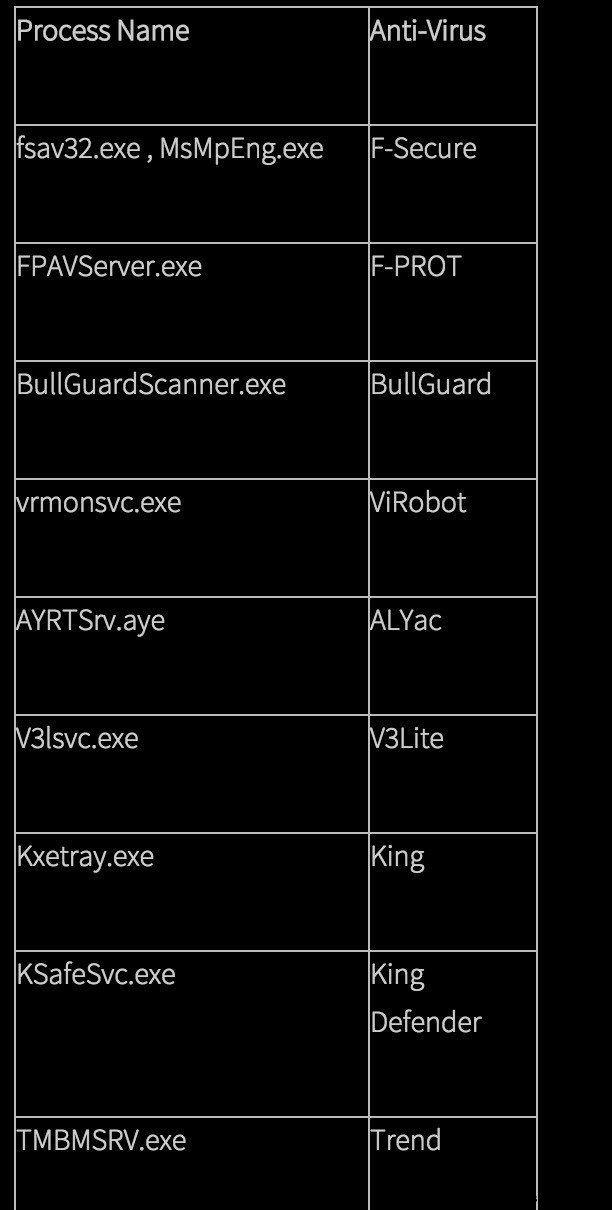 Process Name Anti-Virus
fsav32.exe , MsMpEng.exe F-Secure
FPAVServer.exe F-PROT
BullGuardScanner.exe BullGuard
vrmonsvc.exe ViRobot
AYRTSrv.aye ALYac
V3lsvc.exe V3Lite
Kxetray.exe King
KSafeSvc.exe King
Defender
TMBMSRV.exe Trend